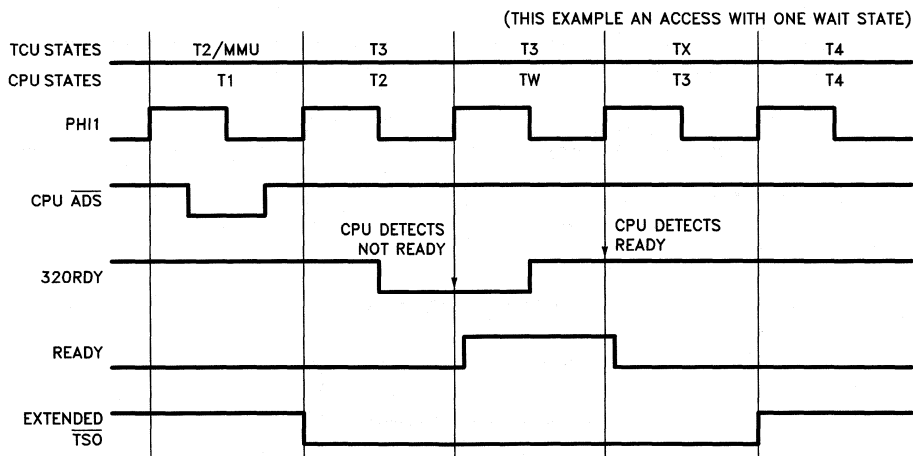 (THIS EXAMPLE AN ACCESS WITH ONE WAIT STATE)
TCU STATES T2/MMU T3 T3 TX T4
CPU STATES T1 T2 TW T3 T4
PHI1
CPU ADS
CPU DETECTS
NOT READY
CPU DETECTS
READY
320RDY
READY
EXTENDED
TSO